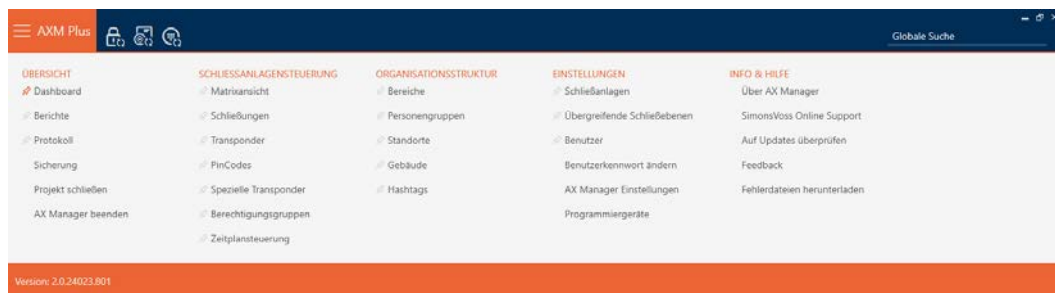 AXM Plus
Globale Suche
ÜBERSICHT
Dashboard
Berichte
Protokoll
Sicherung
Projekt schließen
AX Manager beenden
SCHLIESSANLAGENSTEUERUNG
Matrixansicht
Schließungen
Transponder
PinCodes
Spezielle Transponder
Berechtigungsgruppen
Zeitplansteuerung
ORGANISATIONSSTRUKTUR
Bereiche
Personengruppen
Standorte
Gebäude
Hashtags
EINSTELLUNGEN
Schließanlagen
Übergreifende Schließebenen
Benutzer
Benutzerkennwort ändern
AX Manager Einstellungen
Programmiergeräte
INFO & HILFE
Über AX Manager
SimonsVoss Online Support
Auf Updates überprüfen
Feedback
Fehlerdateien herunterladen
Version: 2.0.24023.801